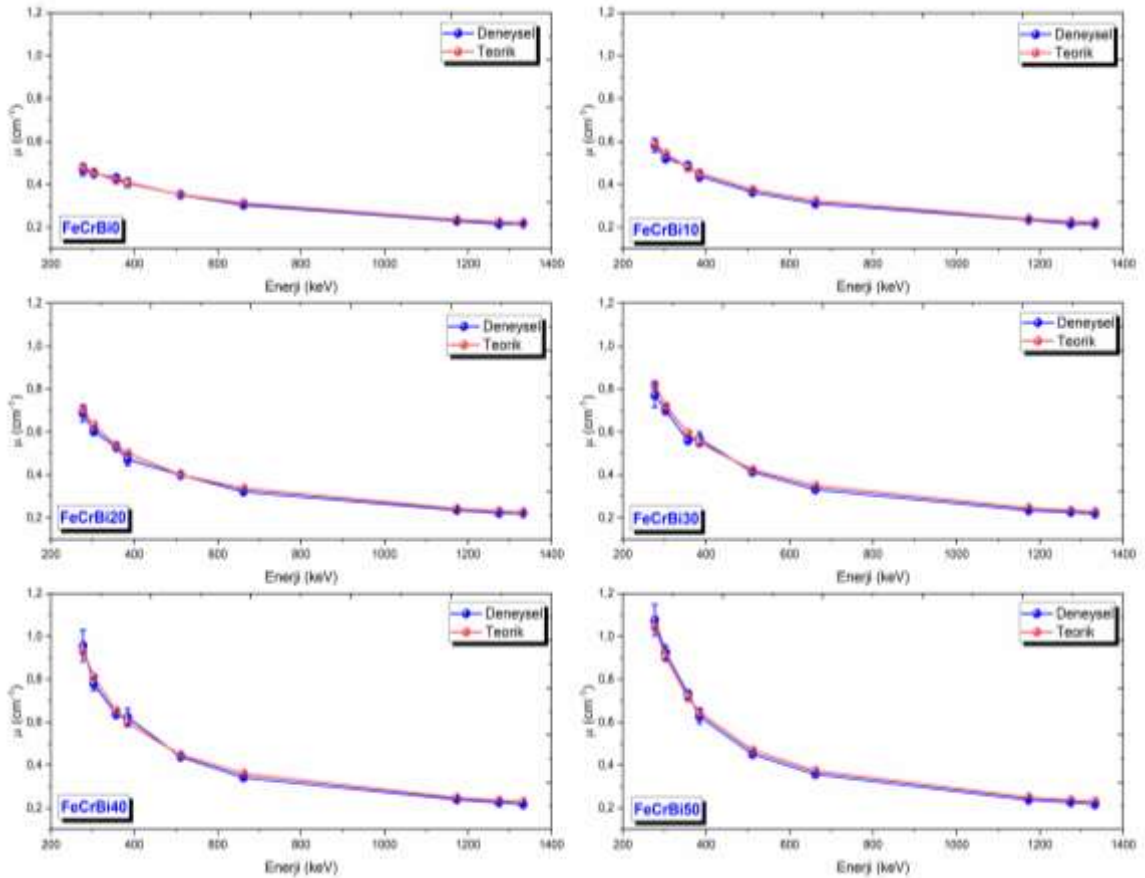 1,2
1,0
0,8
0,6
0,4
0,2
μ (cm⁻¹)
Deneysel
Teorik
FeCrBi0
200 400 600 800 1000 1200 1400
Enerji (keV)
1,2
1,0
0,8
0,6
0,4
0,2
μ (cm⁻¹)
Deneysel
Teorik
FeCrBi10
200 400 600 800 1000 1200 1400
Enerji (keV)
1,2
1,0
0,8
0,6
0,4
0,2
μ (cm⁻¹)
Deneysel
Teorik
FeCrBi20
200 400 600 800 1000 1200 1400
Enerji (keV)
1,2
1,0
0,8
0,6
0,4
0,2
μ (cm⁻¹)
Deneysel
Teorik
FeCrBi30
200 400 600 800 1000 1200 1400
Enerji (keV)
1,2
1,0
0,8
0,6
0,4
0,2
μ (cm⁻¹)
Deneysel
Teorik
FeCrBi40
200 400 600 800 1000 1200 1400
Enerji (keV)
1,2
1,0
0,8
0,6
0,4
0,2
μ (cm⁻¹)
Deneysel
Teorik
FeCrBi50
200 400 600 800 1000 1200 1400
Enerji (keV)